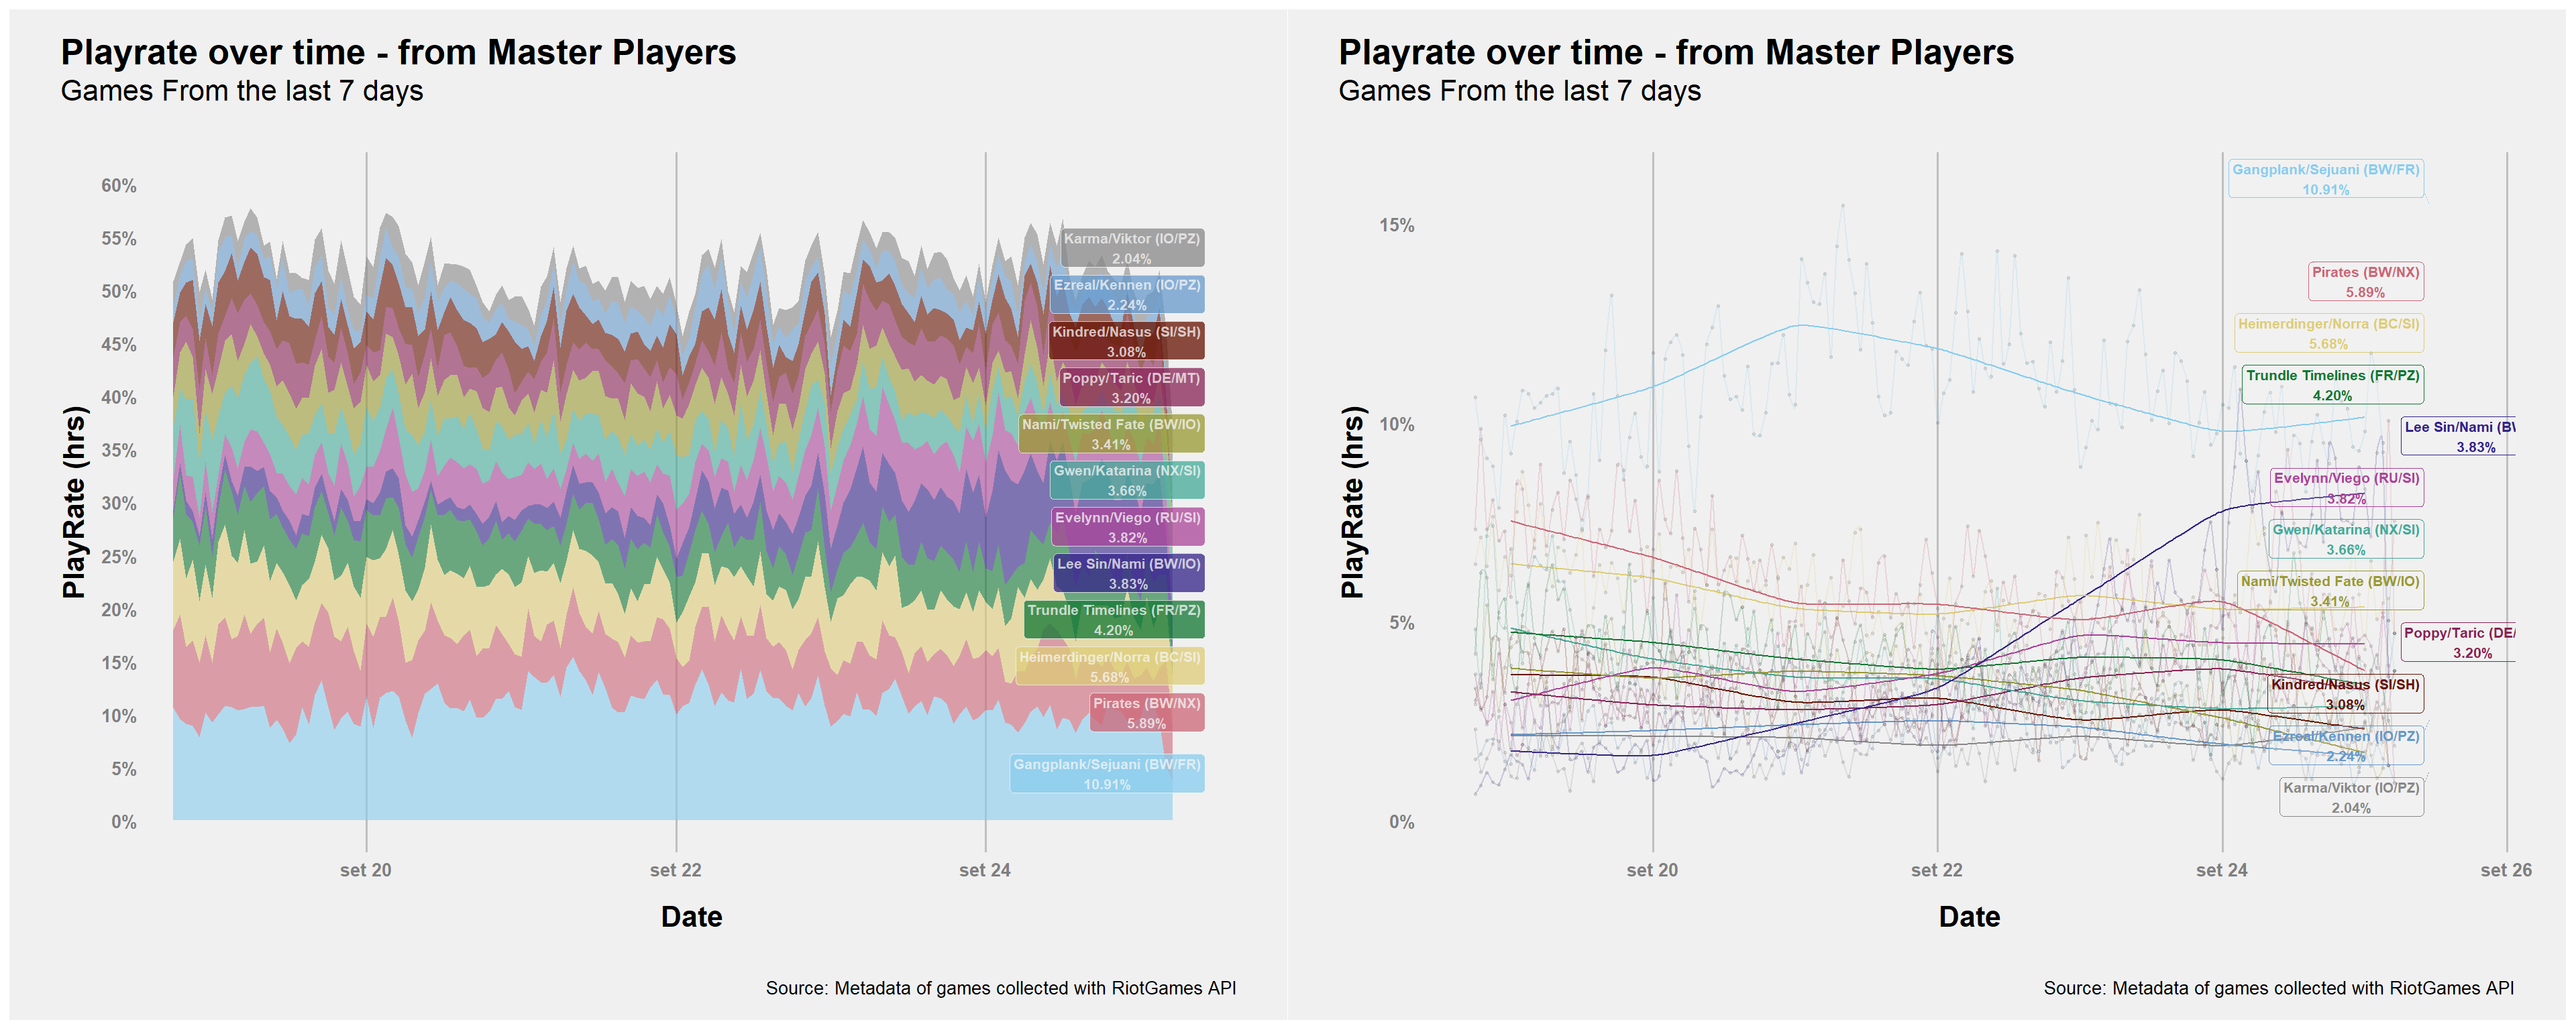 Playrate over time - from Master Players
Games From the last 7 days
PlayRate (hrs)
60%
55%
50%
45%
40%
35%
30%
25%
20%
15%
10%
5%
0%
Karma/Viktor (IO/PZ)
2.04%
Ezreal/Kennen (IO/PZ)
2.24%
Kindred/Nasus (SI/SH)
3.08%
Poppy/Taric (DE/MT)
3.20%
Nami/Twisted Fate (BW/IO)
3.41%
Gwen/Katarina (NX/SI)
3.66%
Evelynn/Viego (RU/SI)
3.82%
Lee Sin/Nami (BW/IO)
3.83%
Trundle Timelines (FR/PZ)
4.20%
Heimerdinger/Norra (BC/SI)
5.68%
Pirates (BW/NX)
5.89%
Gangplank/Sejuani (BW/FR)
10.91%
set 20
set 22
set 24
Date
Source: Metadata of games collected with RiotGames API
Playrate over time - from Master Players
Games From the last 7 days
PlayRate (hrs)
15%
10%
5%
0%
Gangplank/Sejuani (BW/FR)
10.91%
Pirates (BW/NX)
5.89%
Heimerdinger/Norra (BC/SI)
5.68%
Trundle Timelines (FR/PZ)
4.20%
Lee Sin/Nami (BW
3.83%
Evelynn/Viego (RU/SI)
3.82%
Gwen/Katarina (NX/SI)
3.66%
Nami/Twisted Fate (BW/IO)
3.41%
Poppy/Taric (DE/
3.20%
Kindred/Nasus (SI/SH)
3.08%
Ezreal/Kennen (IO/PZ)
2.24%
Karma/Viktor (IO/PZ)
2.04%
set 20
set 22
set 24
set 26
Date
Source: Metadata of games collected with RiotGames API